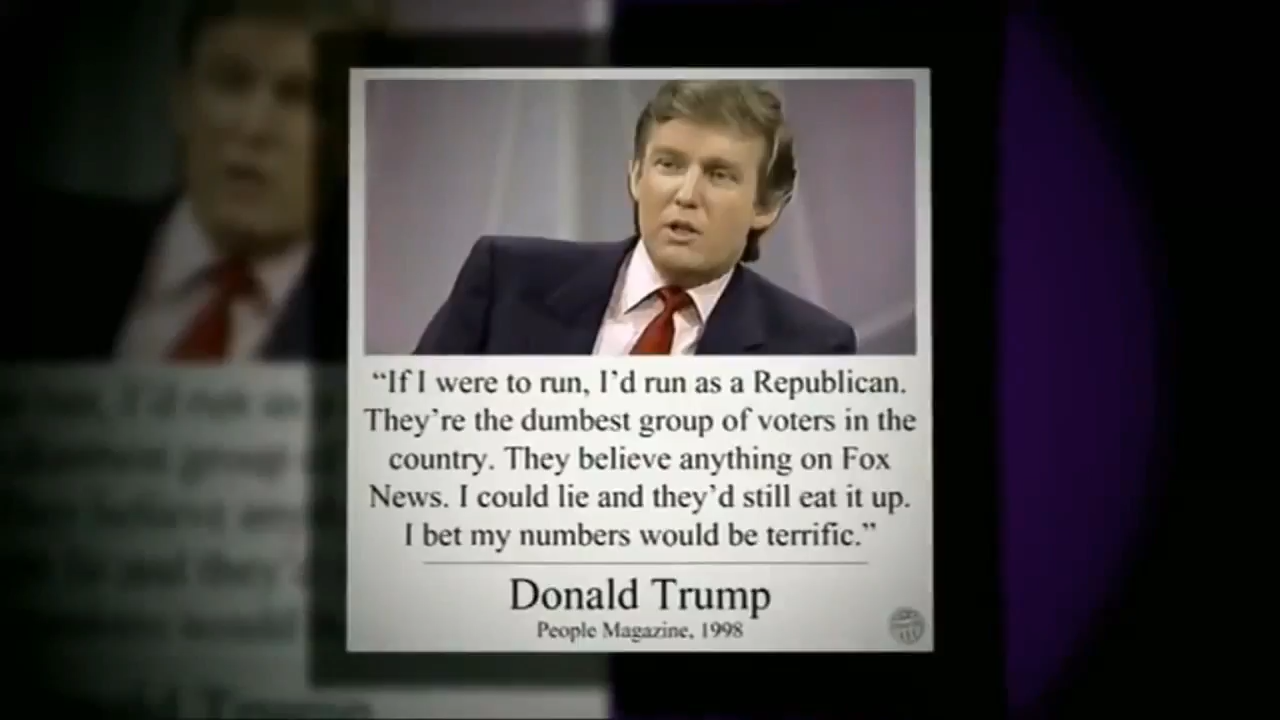 “If I were to run, I’d run as a Republican.
They’re the dumbest group of voters in the
country. They believe anything on Fox
News. I could lie and they’d still eat it up.
I bet my numbers would be terrific.”
Donald Trump
People Magazine, 1998